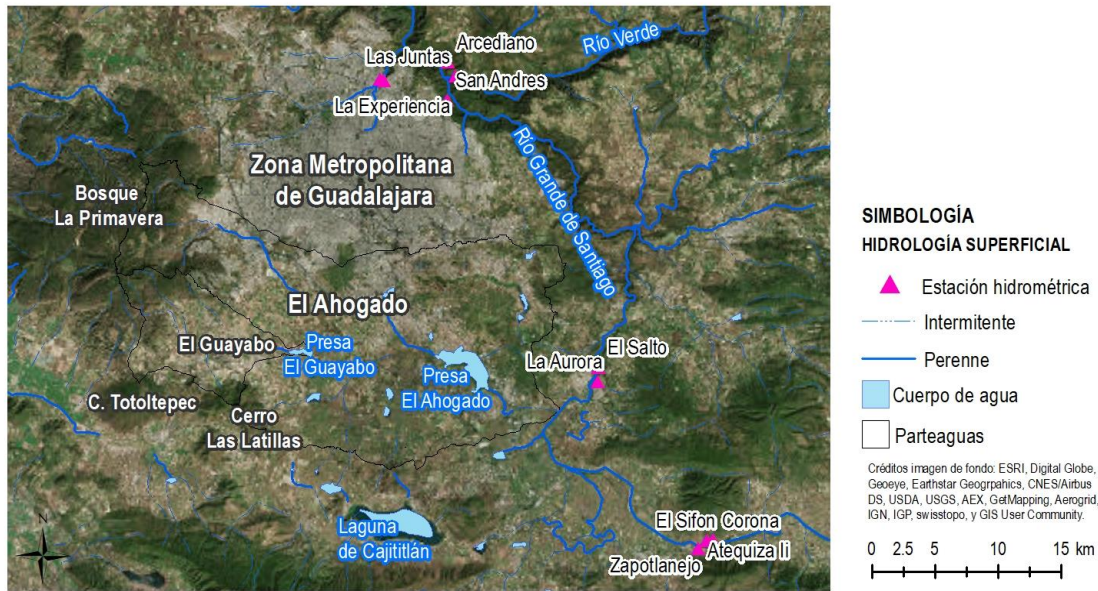 Río Verde
Arcediano
Las Juntas
San Andres
La Experiencia
Río Grande de Santiago
Zona Metropolitana
de Guadalajara
Bosque
La Primavera
El Ahogado
El Guayabo
Presa
El Guayabo
La Aurora
El Salto
Presa
El Ahogado
C. Totoltepec
Cerro
Las Latillas
Laguna
de Cajititlán
El Sifon Corona
Atequiza Ii
Zapotlanejo
N
SIMBOLOGÍA
HIDROLOGÍA SUPERFICIAL
Estación hidrométrica
Intermitente
Perenne
Cuerpo de agua
Parteaguas
Créditos imagen de fondo: ESRI, Digital Globe,
Geoeye, Earthstar Geogrpahics, CNES/Airbus
DS, USDA, USGS, AEX, GetMapping, Aerogrid,
IGN, IGP, swisstopo, y GIS User Community.
0 2.5 5 10 15 km